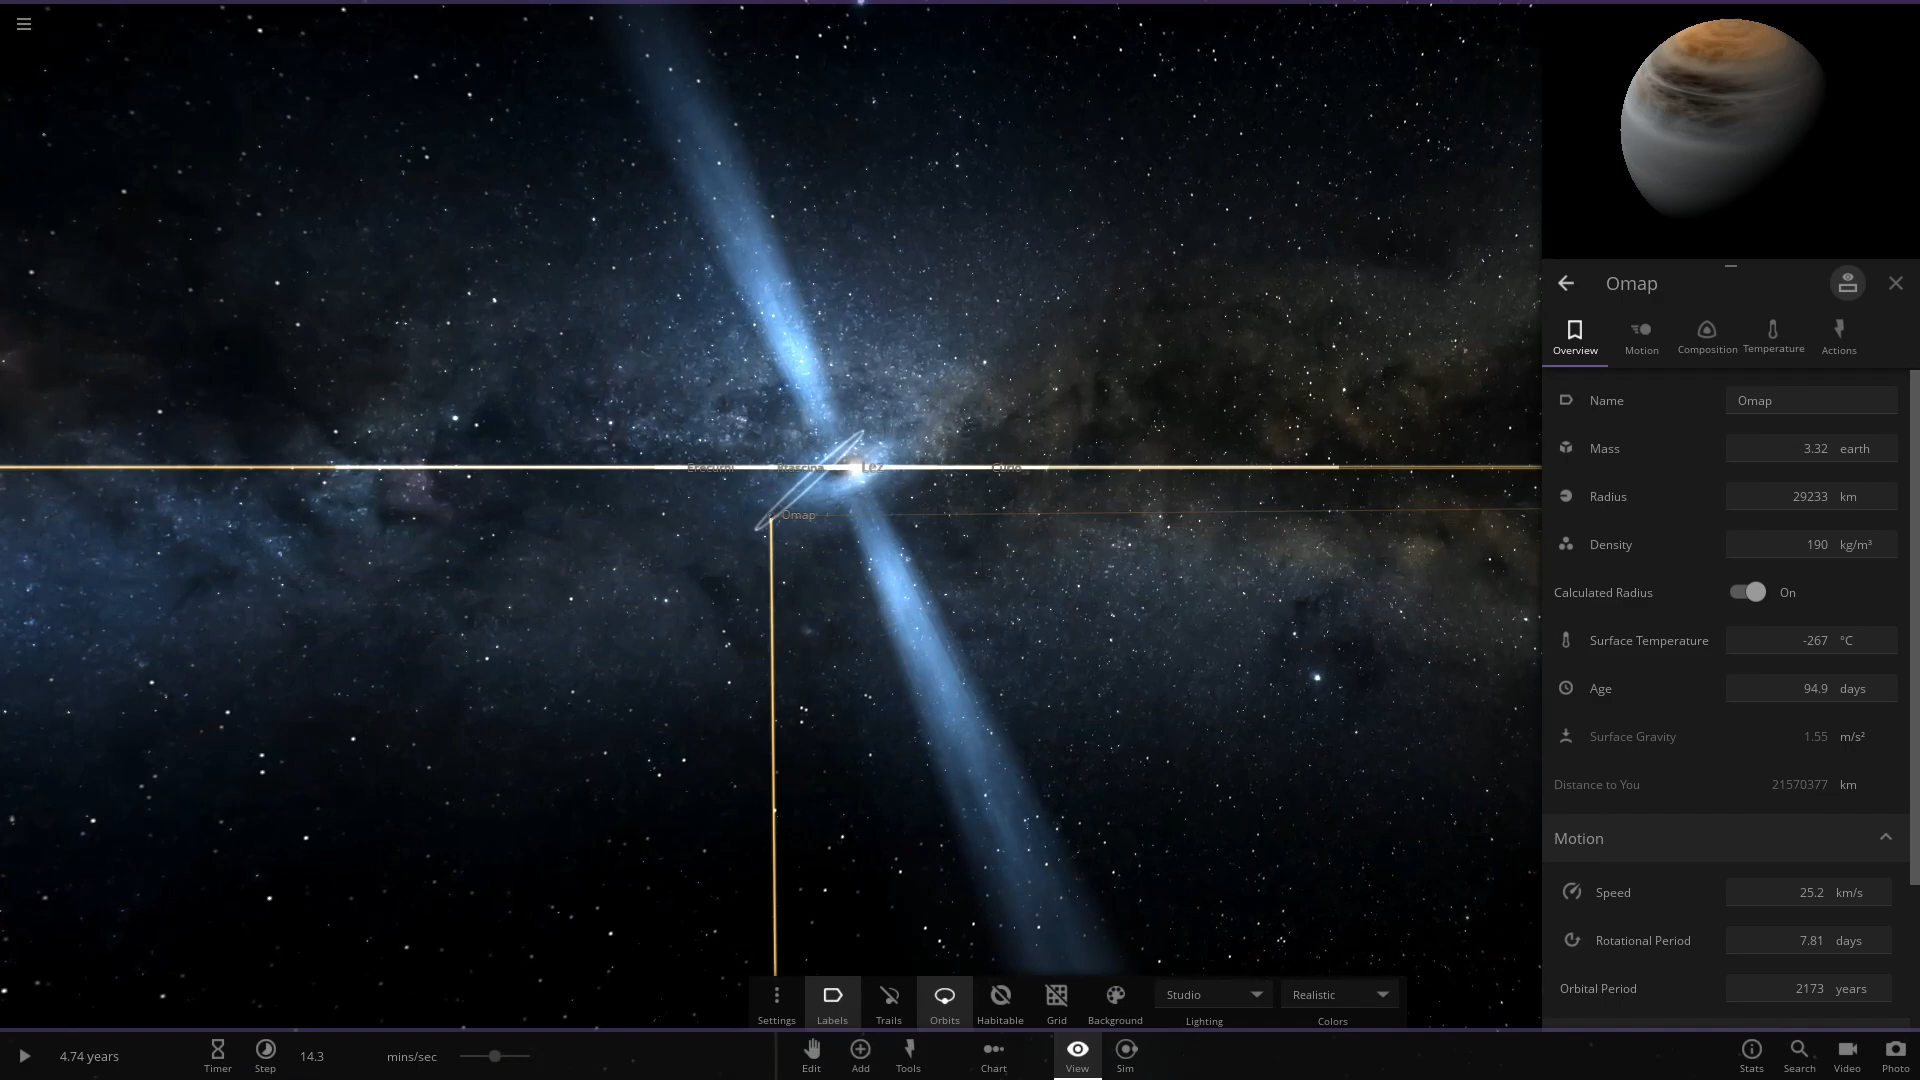 Erecurni
Btascina
Lez
Curio
Omap
Omap
Overview
Motion
Composition
Temperature
Actions
Name Omap
Mass 3.32 earth
Radius 29233 km
Density 190 kg/m³
Calculated Radius On
Surface Temperature -267 °C
Age 94.9 days
Surface Gravity 1.55 m/s²
Distance to You 21570377 km
Motion
Speed 25.2 km/s
Rotational Period 7.81 days
Orbital Period 2173 years
Settings
Labels
Trails
Orbits
Habitable
Grid
Background
Studio
Lighting
Realistic
Colors
4.74 years
Timer
Step
14.3 mins/sec
Edit
Add
Tools
Chart
View
Sim
Stats
Search
Video
Photo